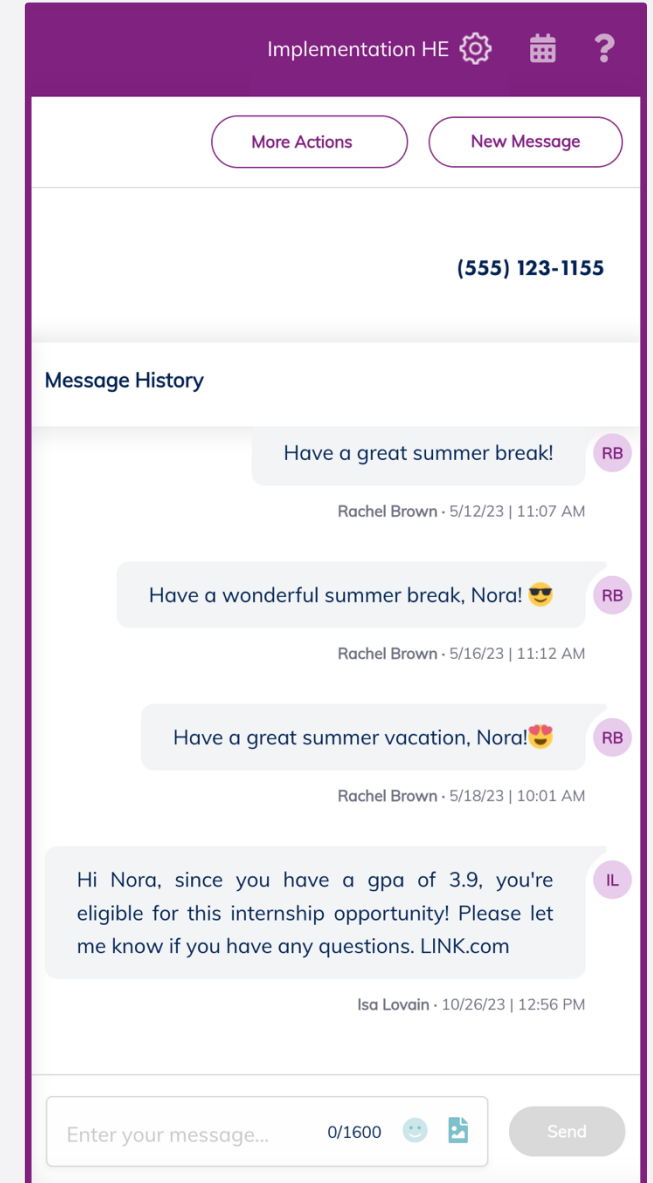 Implementation HE ?
More Actions New Message
(555) 123-1155
Message History
Have a great summer break! RB
Rachel Brown · 5/12/23 | 11:07 AM
Have a wonderful summer break, Nora! 😎 RB
Rachel Brown · 5/16/23 | 11:12 AM
Have a great summer vacation, Nora!😍 RB
Rachel Brown · 5/18/23 | 10:01 AM
Hi Nora, since you have a gpa of 3.9, you're IL
eligible for this internship opportunity! Please let
me know if you have any questions. LINK.com
Isa Lovain · 10/26/23 | 12:56 PM
Enter your message... 0/1600 Send